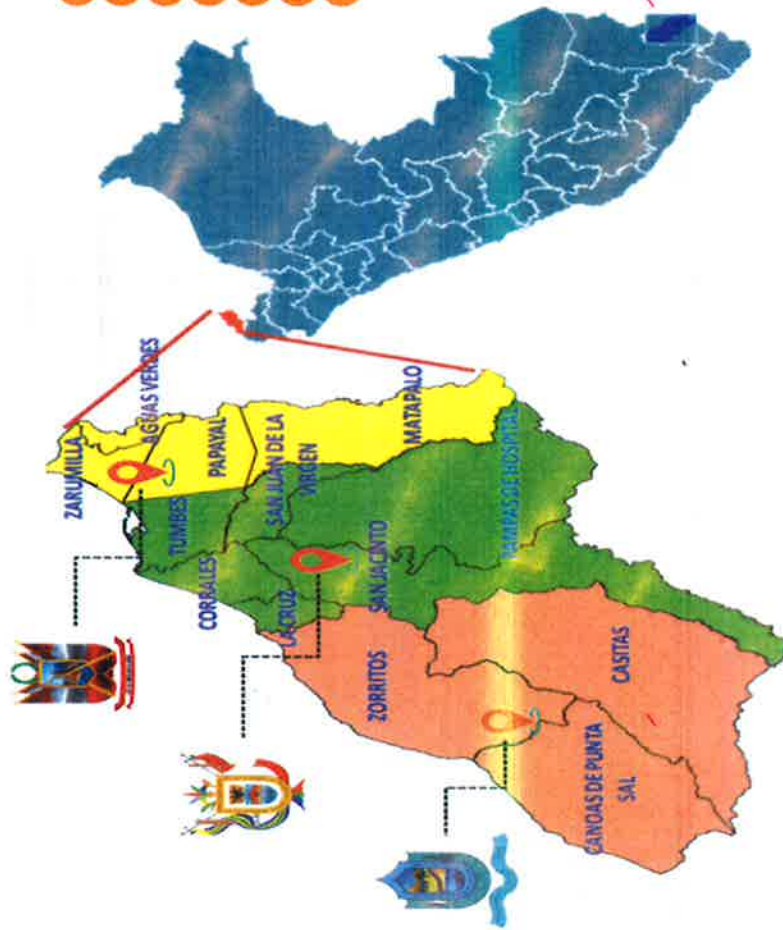 ZARUMILLA
AGUAS VERDES
PAPAYAL
MATAPALO
TUMBES
SAN JUAN DE LA
VIRGEN
CORRALES
LA CRUZ
SAN JACINTO
PAMPAS DE HOSPITAL
ZORRITOS
CASITAS
CANOAS DE PUNTA
SAL